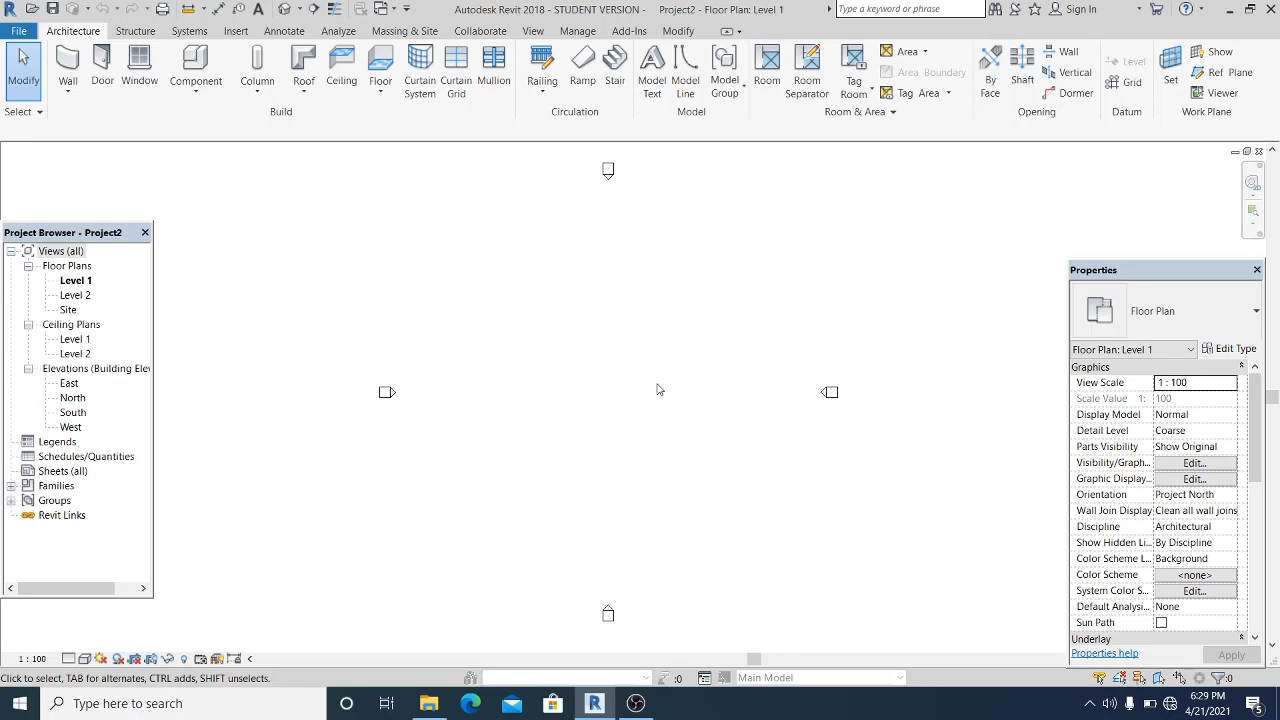 Autodesk Revit 2018 - STUDENT VERSION - Project2 - Floor Plan: Level 1
Type a keyword or phrase
Sign In
File Architecture Structure Systems Insert Annotate Analyze Massing & Site Collaborate View Manage Add-Ins Modify
Modify
Wall
Door
Window
Component
Column
Roof
Ceiling
Floor
Curtain System
Curtain Grid
Mullion
Railing
Ramp
Stair
Model Text
Model Line
Model Group
Room
Room Separator
Tag Room
Area
Area Boundary
Tag Area
By Face
Shaft
Wall
Vertical
Dormer
Level
Grid
Set
Show
Ref Plane
Viewer
Select
Build
Circulation
Model
Room & Area
Opening
Datum
Work Plane
Project Browser - Project2
Views (all)
Floor Plans
Level 1
Level 2
Site
Ceiling Plans
Level 1
Level 2
Elevations (Building Elev
East
North
South
West
Legends
Schedules/Quantities
Sheets (all)
Families
Groups
Revit Links
Properties
Floor Plan
Floor Plan: Level 1 Edit Type
Graphics
View Scale 1 : 100
Scale Value 1: 100
Display Model Normal
Detail Level Coarse
Parts Visibility Show Original
Visibility/Graph... Edit...
Graphic Display... Edit...
Orientation Project North
Wall Join Display Clean all wall joins
Discipline Architectural
Show Hidden Li... By Discipline
Color Scheme L... Background
Color Scheme <none>
System Color S... Edit...
Default Analysi... None
Sun Path
Underlay
Properties help Apply
1 : 100
Click to select, TAB for alternates, CTRL adds, SHIFT unselects.
:0
Main Model
:0
Type here to search
6:29 PM
4/21/2021
5